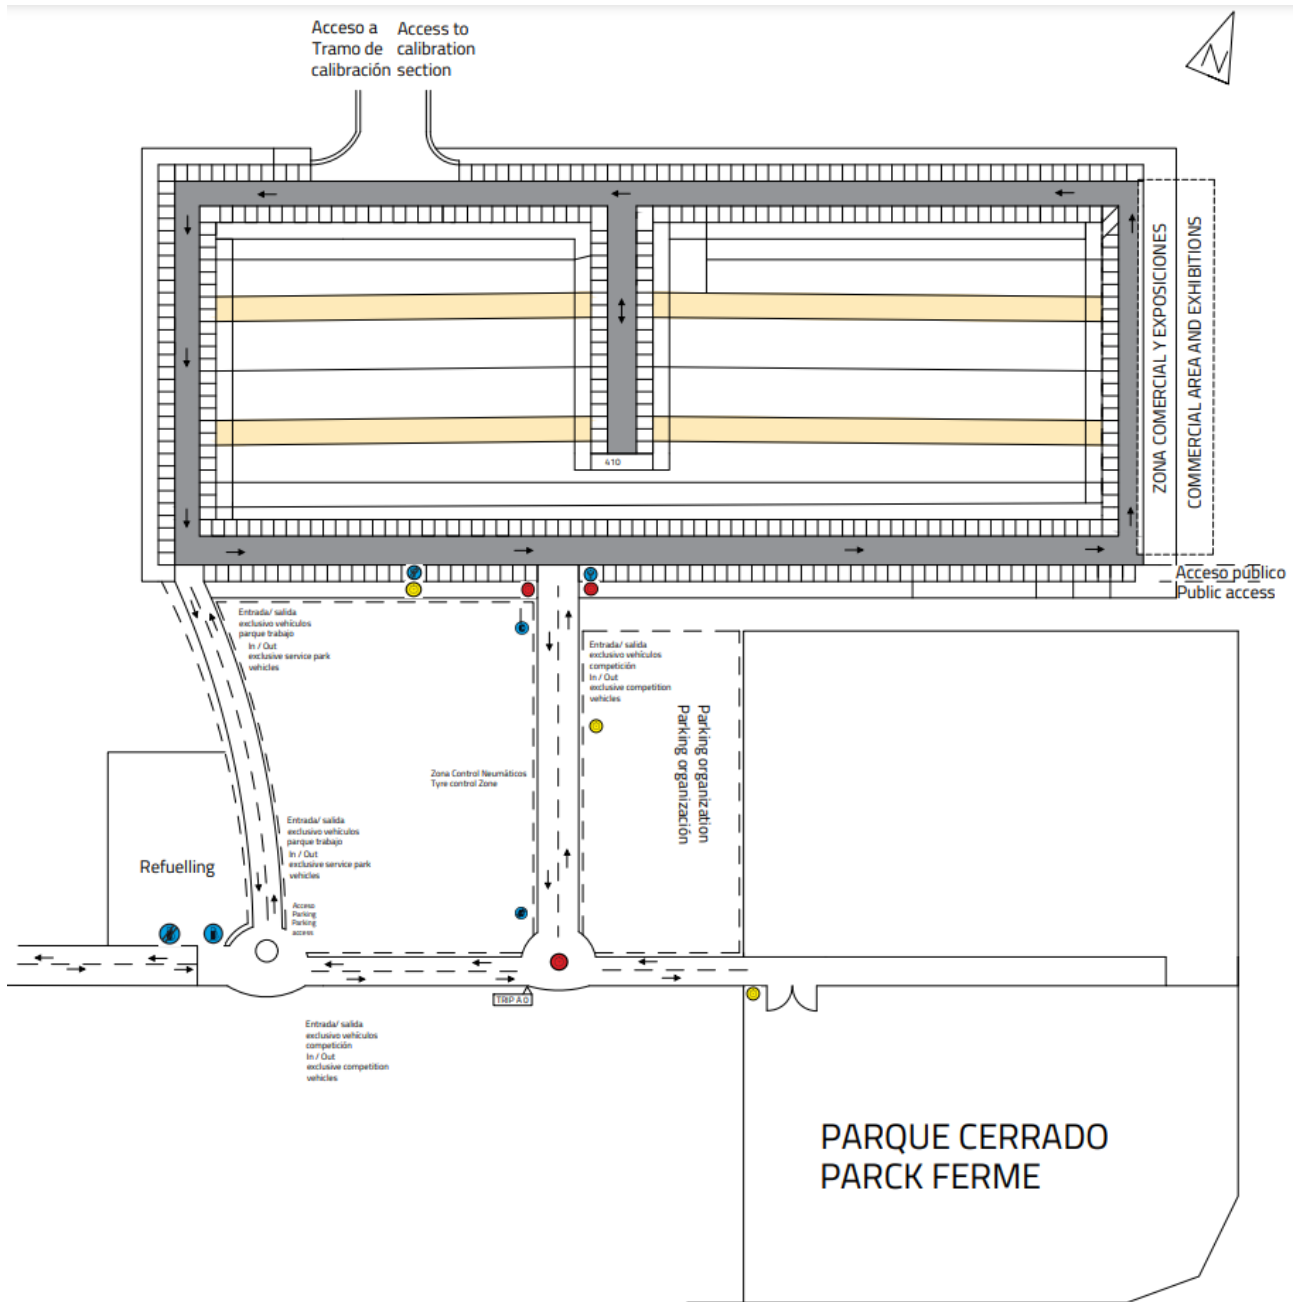 Acceso a
Tramo de
calibración
Access to
calibration
section
N
ZONA COMERCIAL Y EXPOSICIONES
COMMERCIAL AREA AND EXHIBITIONS
410
Acceso público
Public access
Entrada/ salida
exclusivo vehículos
parque trabajo
In / Out
exclusive service park
vehicles
Entrada/ salida
exclusivo vehículos
competición
In / Out
exclusive competition
vehicles
Parking organization
Parking organización
Zona Control Neumáticos
Tyre control Zone
Entrada/ salida
exclusivo vehículos
parque trabajo
In / Out
exclusive service park
vehicles
Refuelling
Acceso
Parking
Parking
access
TRIP A 0
Entrada/ salida
exclusivo vehículos
competición
In / Out
exclusive competition
vehicles
PARQUE CERRADO
PARCK FERME